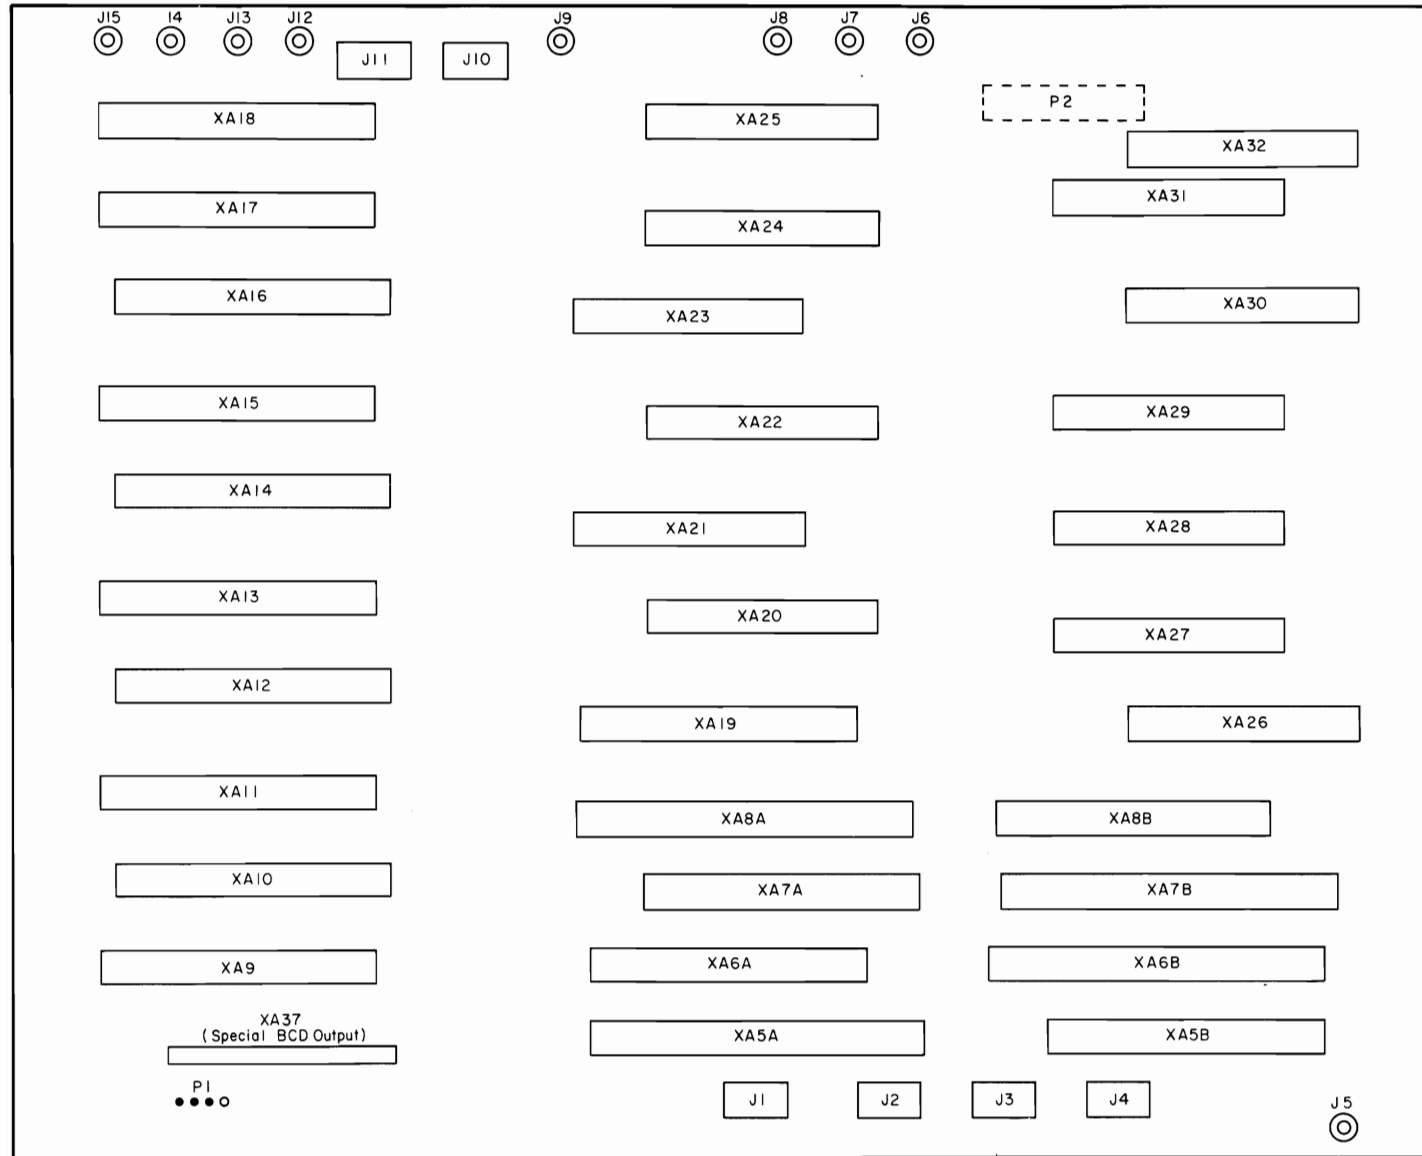 J15 14 J13 J12 J9 J8 J7 J6
J11 J10
P2
XA18 XA25
XA32
XA31
XA17
XA24
XA16
XA23 XA30
XA15
XA22 XA29
XA14
XA21 XA28
XA13
XA20
XA27
XA12
XA19 XA26
XA11
XA8A XA8B
XA10 XA7A XA7B
XA9 XA6A XA6B
XA37
(Special BCD Output)
XA5A XA5B
P1
J1 J2 J3 J4 J5